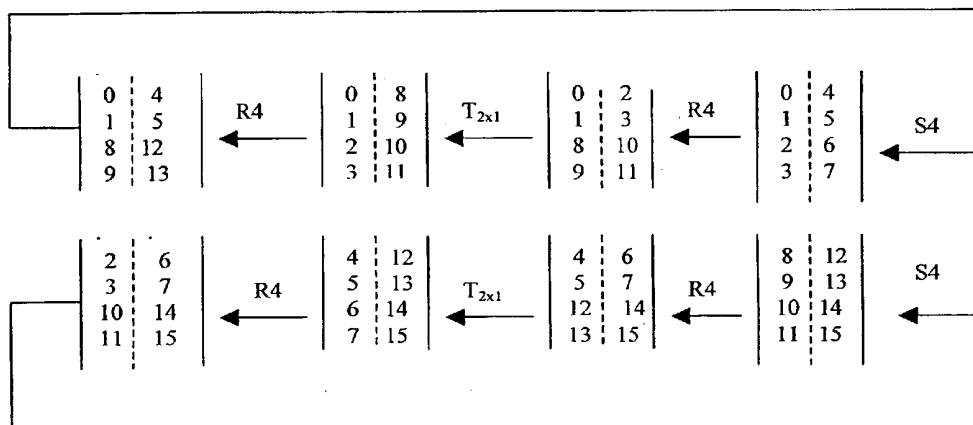 0 4 0 8 0 2 0 4
R4 T2x1 R4 S4
1 5 1 9 1 3 1 5
8 12 2 10 8 10 2 6
9 13 3 11 9 11 3 7
2 6 4 12 4 6 8 12
3 7 5 13 5 7 9 13
R4 T2x1 R4 S4
10 14 6 14 12 14 10 14
11 15 7 15 13 15 11 15